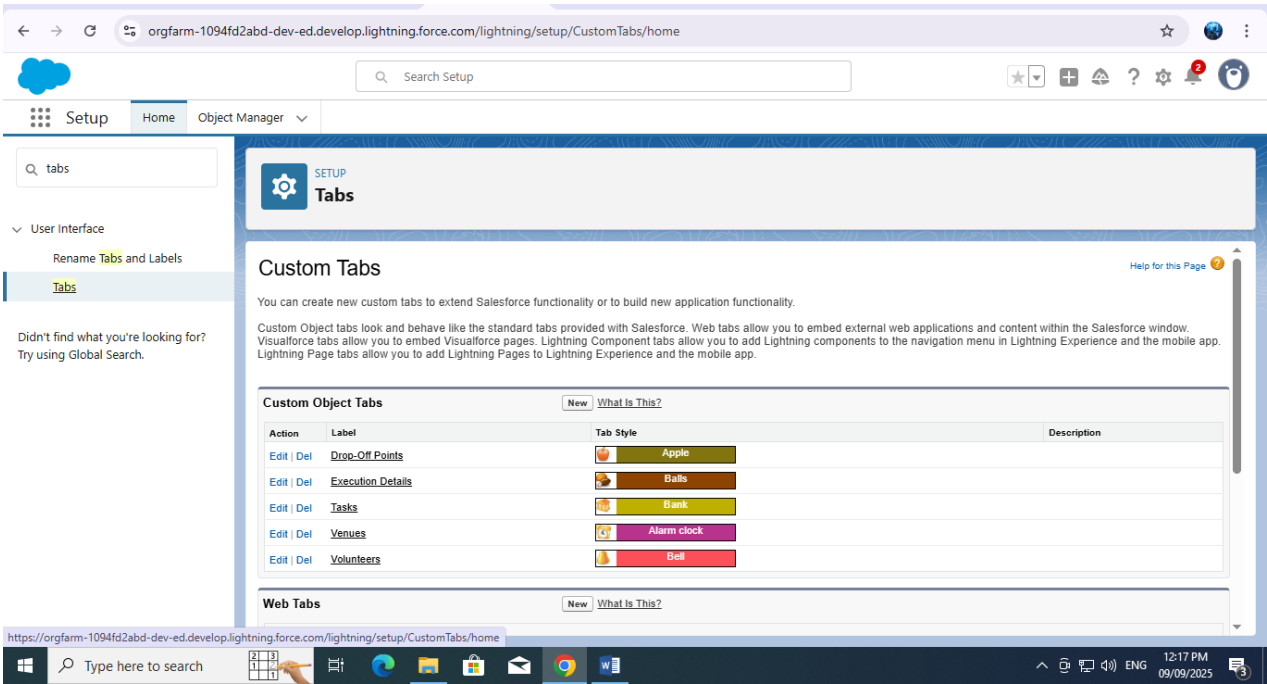 orgfarm-1094fd2abd-dev-ed.develop.lightning.force.com/lightning/setup/CustomTabs/home
Search Setup
2
Setup
Home
Object Manager
tabs
User Interface
Rename Tabs and Labels
Tabs
Didn't find what you're looking for?
Try using Global Search.
SETUP
Tabs
Custom Tabs
Help for this Page ?
You can create new custom tabs to extend Salesforce functionality or to build new application functionality.
Custom Object tabs look and behave like the standard tabs provided with Salesforce. Web tabs allow you to embed external web applications and content within the Salesforce window.
Visualforce tabs allow you to embed Visualforce pages. Lightning Component tabs allow you to add Lightning components to the navigation menu in Lightning Experience and the mobile app.
Lightning Page tabs allow you to add Lightning Pages to Lightning Experience and the mobile app.
Custom Object Tabs New What Is This?
Action Label Tab Style Description
Edit | Del Drop-Off Points Apple
Edit | Del Execution Details Balls
Edit | Del Tasks Bank
Edit | Del Venues Alarm clock
Edit | Del Volunteers Bell
Web Tabs New What Is This?
https://orgfarm-1094fd2abd-dev-ed.develop.lightning.force.com/lightning/setup/CustomTabs/home
Type here to search
ENG
12:17 PM
09/09/2025
3